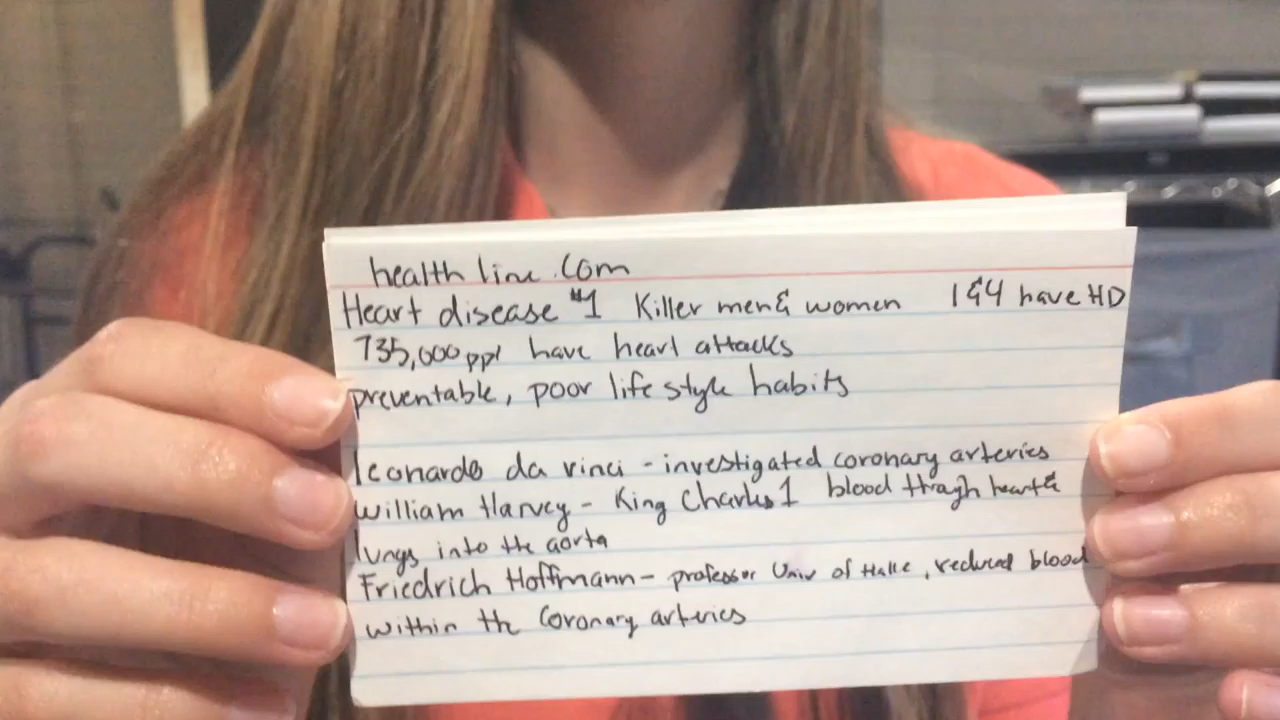 health line.com
Heart disease #1 Killer men & women 1 & 4 have HD
735,000 ppl have heart attacks
preventable, poor life style habits
leonardo da vinci - investigated coronary arteries
william Harvey - King Charles 1 blood through heart &
lungs into the aorta
Friedrich Hoffmann - professor Univ of Halle, reduced blood
within the coronary arteries